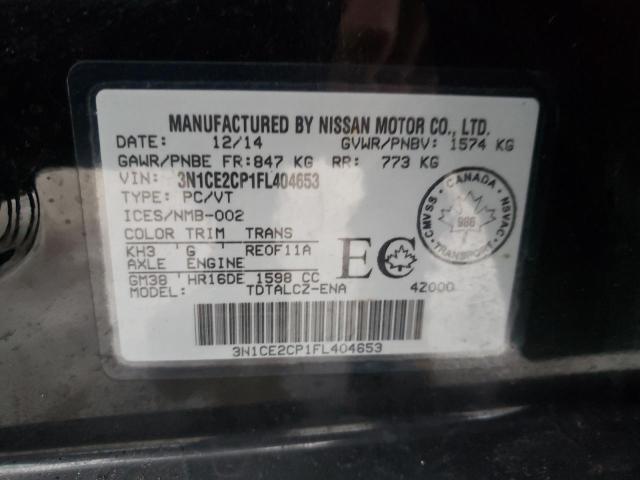 MANUFACTURED BY NISSAN MOTOR CO., LTD.
DATE: 12/14 GVWR/PNBV: 1574 KG
GAWR/PNBE FR: 847 KG RR: 773 KG
VIN: 3N1CE2CP1FL404653
TYPE: PC/VT
ICES/NMB-002
COLOR TRIM TRANS
KH3 'G RE0F11A
AXLE ENGINE
GM38 'HR16DE 1598 CC
MODEL: TDTALCZ-ENA 42000
EC
CANADA
CMVSS
NSVAC
986
TRANSPORT
3N1CE2CP1FL404653